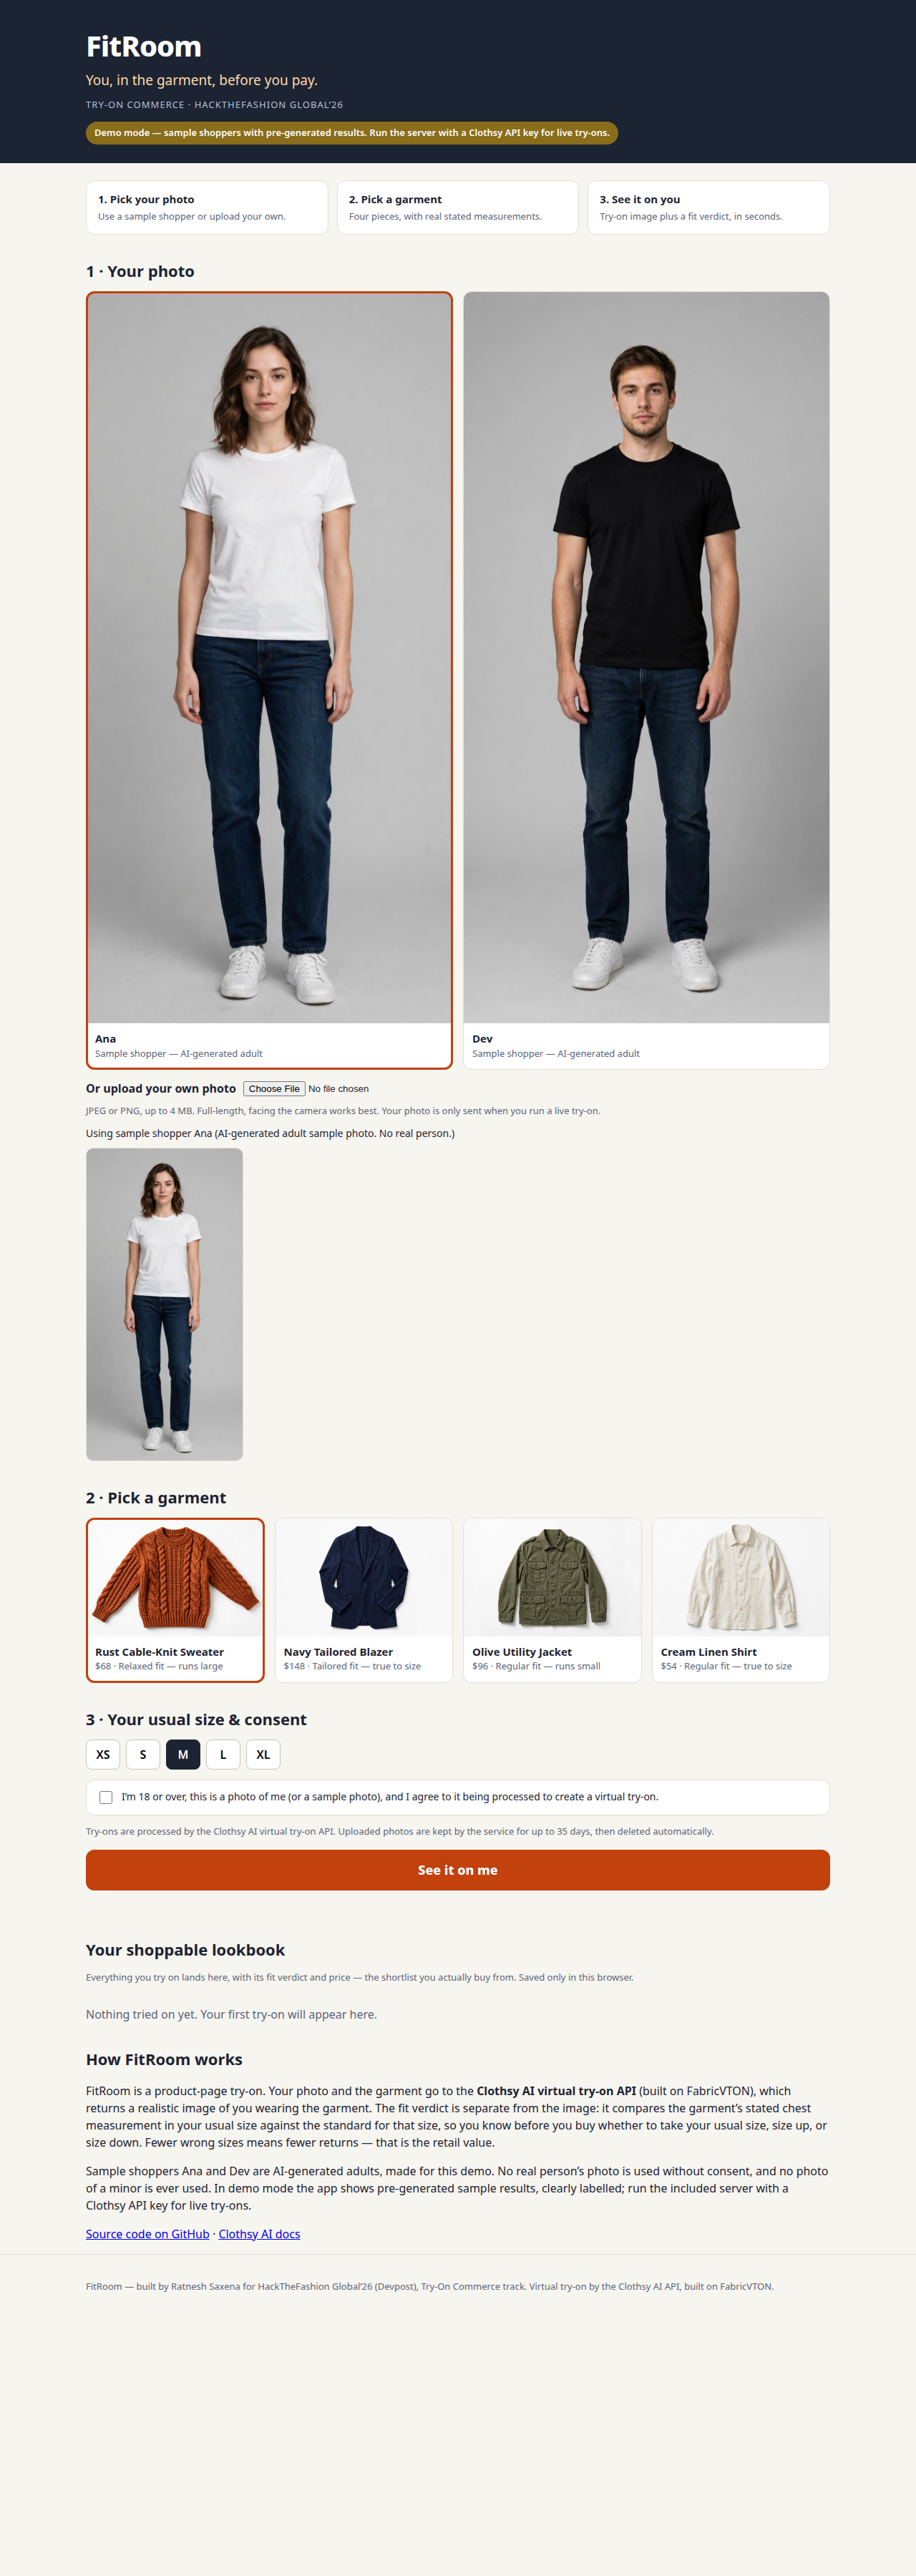 FitRoom
You, in the garment, before you pay.
TRY-ON COMMERCE · HACKTHEFASHION GLOBAL’26
Demo mode — sample shoppers with pre-generated results. Run the server with a Clothsy API key for live try-ons.
1. Pick your photo
Use a sample shopper or upload your own.
2. Pick a garment
Four pieces, with real stated measurements.
3. See it on you
Try-on image plus a fit verdict, in seconds.
1 · Your photo
Ana
Sample shopper — AI-generated adult
Dev
Sample shopper — AI-generated adult
Or upload your own photo Choose File No file chosen
JPEG or PNG, up to 4 MB. Full-length, facing the camera works best. Your photo is only sent when you run a live try-on.
Using sample shopper Ana (AI-generated adult sample photo. No real person.)
2 · Pick a garment
Rust Cable-Knit Sweater
$68 · Relaxed fit — runs large
Navy Tailored Blazer
$148 · Tailored fit — true to size
Olive Utility Jacket
$96 · Regular fit — runs small
Cream Linen Shirt
$54 · Regular fit — true to size
3 · Your usual size & consent
XS S M L XL
I’m 18 or over, this is a photo of me (or a sample photo), and I agree to it being processed to create a virtual try-on.
Try-ons are processed by the Clothsy AI virtual try-on API. Uploaded photos are kept by the service for up to 35 days, then deleted automatically.
See it on me
Your shoppable lookbook
Everything you try on lands here, with its fit verdict and price — the shortlist you actually buy from. Saved only in this browser.
Nothing tried on yet. Your first try-on will appear here.
How FitRoom works
FitRoom is a product-page try-on. Your photo and the garment go to the Clothsy AI virtual try-on API (built on FabricVTON), which
returns a realistic image of you wearing the garment. The fit verdict is separate from the image: it compares the garment’s stated chest
measurement in your usual size against the standard for that size, so you know before you buy whether to take your usual size, size up, or
size down. Fewer wrong sizes means fewer returns — that is the retail value.
Sample shoppers Ana and Dev are AI-generated adults, made for this demo. No real person’s photo is used without consent, and no photo
of a minor is ever used. In demo mode the app shows pre-generated sample results, clearly labelled; run the included server with a
Clothsy API key for live try-ons.
Source code on GitHub · Clothsy AI docs
FitRoom — built by Ratnesh Saxena for HackTheFashion Global’26 (Devpost), Try-On Commerce track. Virtual try-on by the Clothsy AI API, built on FabricVTON.